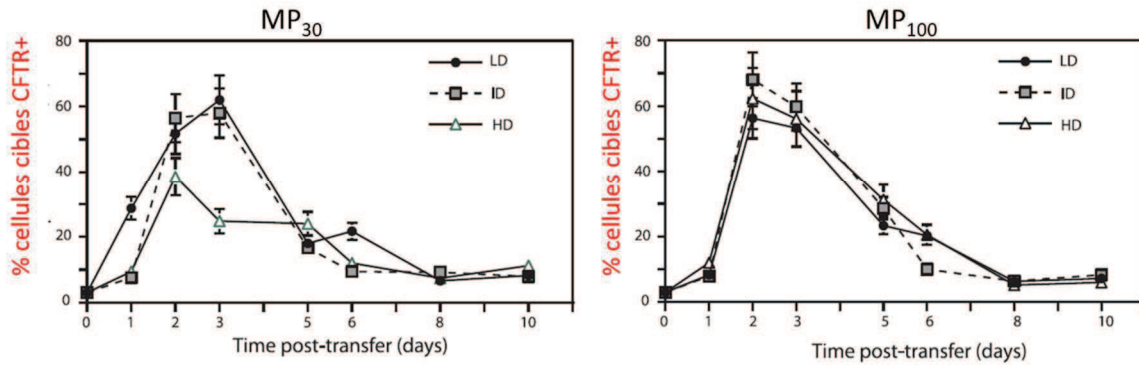 MP30
% cellules cibles CFTR+
80
60
40
20
0
LD
ID
HD
0 1 2 3 5 6 8 10
Time post-transfer (days)
MP100
% cellules cibles CFTR+
80
60
40
20
0
LD
ID
HD
0 1 2 3 5 6 8 10
Time post-transfer (days)